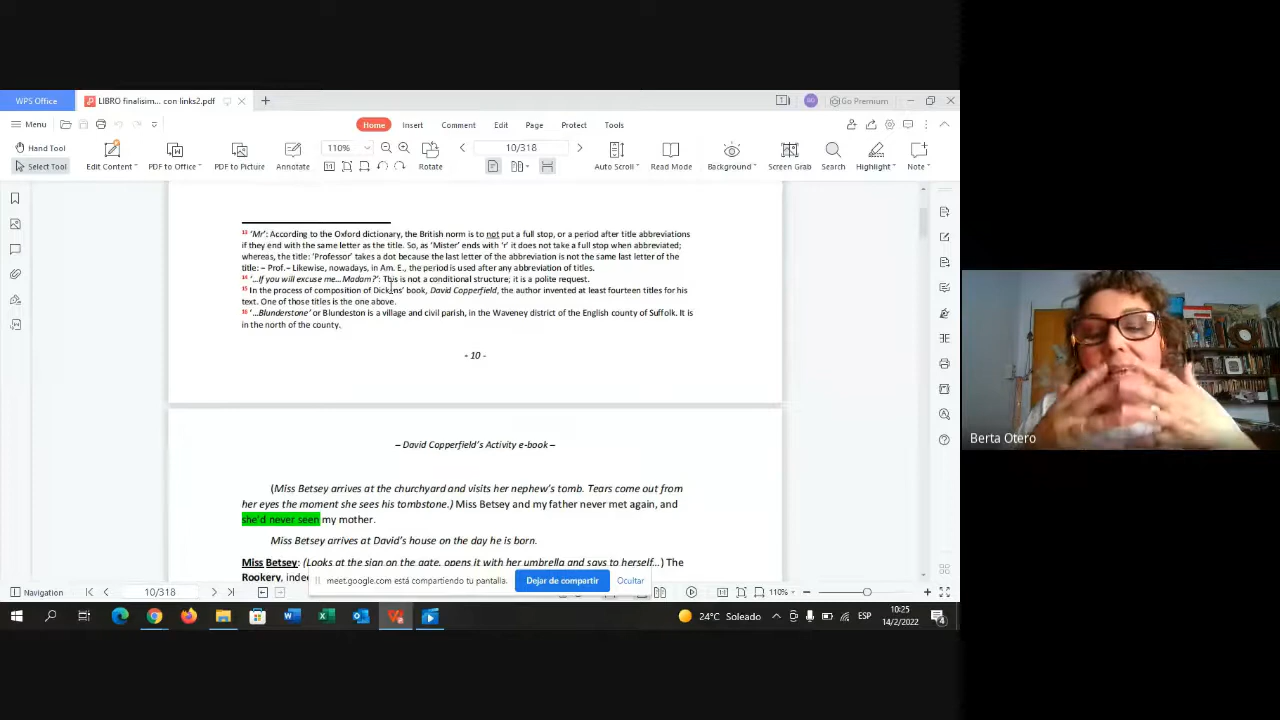 WPS Office
LIBRO finalisim... con links2.pdf
Go Premium
Menu
Home
Insert
Comment
Edit
Page
Protect
Tools
Hand Tool
Select Tool
Edit Content
PDF to Office
PDF to Picture
Annotate
110%
Rotate
10/318
Auto Scroll
Read Mode
Background
Screen Grab
Search
Highlight
Note
13 'Mr': According to the Oxford dictionary, the British norm is to not put a full stop, or a period after title abbreviations
if they end with the same letter as the title. So, as 'Mister' ends with 'r' it does not take a full stop when abbreviated;
whereas, the title: 'Professor' takes a dot because the last letter of the abbreviation is not the same last letter of the
title: – Prof.– Likewise, nowadays, in Am. E., the period is used after any abbreviation of titles.
14 '...If you will excuse me...Madam?': This is not a conditional structure; it is a polite request.
15 In the process of composition of Dickens' book, David Copperfield, the author invented at least fourteen titles for his
text. One of those titles is the one above.
16 '...Blunderstone' or Blundeston is a village and civil parish, in the Waveney district of the English county of Suffolk. It is
in the north of the county.
- 10 -
– David Copperfield's Activity e-book –
(Miss Betsey arrives at the churchyard and visits her nephew's tomb. Tears come out from
her eyes the moment she sees his tombstone.) Miss Betsey and my father never met again, and
she'd never seen my mother.
Miss Betsey arrives at David's house on the day he is born.
Miss Betsey: (Looks at the sign on the gate, opens it with her umbrella and says to herself...) The
Rookery, indee
meet.google.com está compartiendo tu pantalla.
Dejar de compartir
Ocultar
Navigation
10/318
110%
24°C Soleado
ESP
10:25
14/2/2022
4
Berta Otero